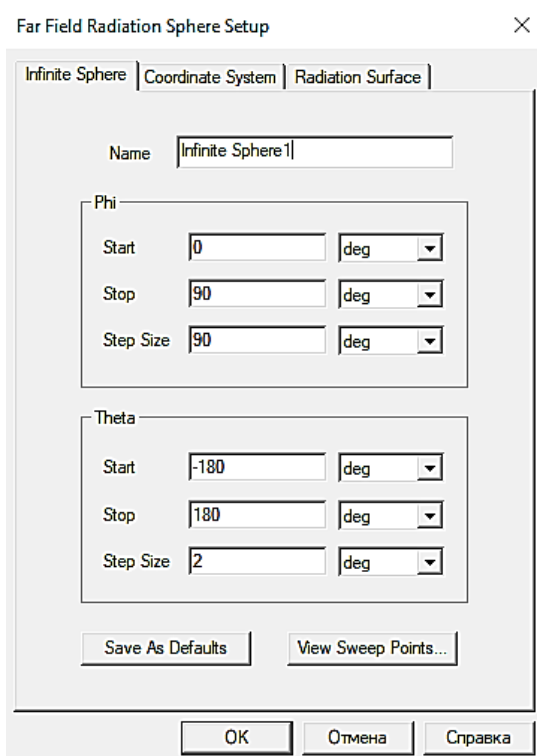 Far Field Radiation Sphere Setup
Infinite Sphere Coordinate System Radiation Surface
Name Infinite Sphere1
Phi
Start 0 deg
Stop 90 deg
Step Size 90 deg
Theta
Start -180 deg
Stop 180 deg
Step Size 2 deg
Save As Defaults View Sweep Points...
OK Отмена Справка